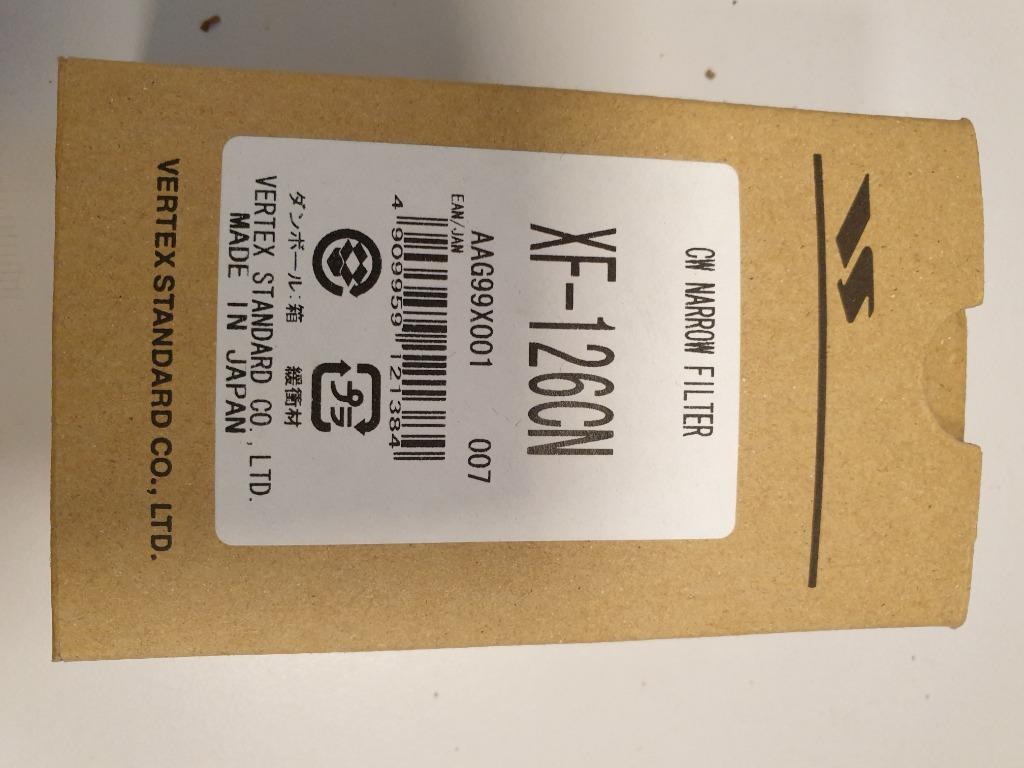 VS
CW NARROW FILTER
XF-126CN
AAG99X001 007
EAN/JAN
4 909959 121384
プラ
ダンボール:箱 緩衝材
VERTEX STANDARD CO., LTD.
MADE IN JAPAN
VERTEX STANDARD CO., LTD.